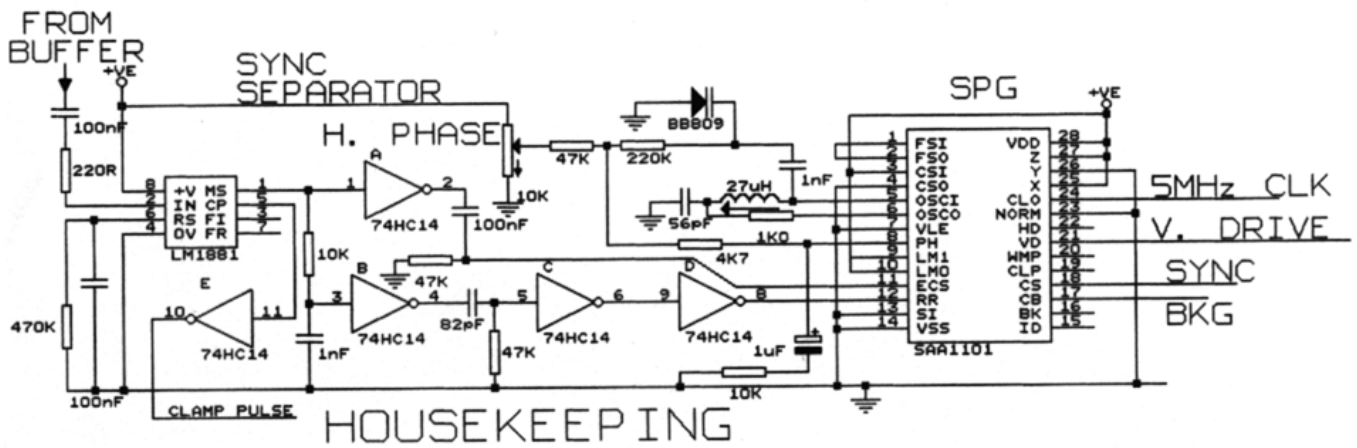 FROM
BUFFER
+VE
SYNC
SEPARATOR
H. PHASE
100nF
220R
8 +V MS 1
2 IN CP 5
6 RS FI 3
4 0V FR 7
LM1881
470K
100nF
E
10 11
74HC14
CLAMP PULSE
A
1 2
74HC14
100nF
10K
47K
B
3 4
74HC14
1nF
82pF
47K
C
5 6
74HC14
D
9 8
74HC14
10K
47K
220K
BB809
1nF
27uH
56pF
1K0
4K7
+
1uF
10K
SPG
+VE
1 FSI VDD 28
2 FSO Z 27
3 CSI Y 26
4 CSO X 25
5 OSCI CLO 24
6 OSCO NORM 23
7 VLE HD 22
8 PH VD 21
9 LM1 WMP 20
10 LM0 CLP 19
11 ECS CS 18
12 RR CB 17
13 SI BK 16
14 VSS ID 15
SAA1101
5MHz CLK
V. DRIVE
SYNC
BKG
HOUSEKEEPING